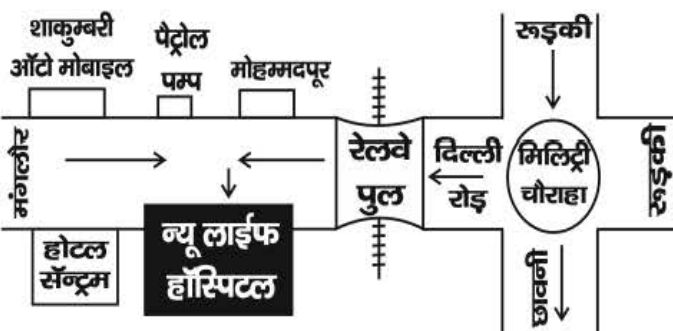 शाकुम्बरी
ऑटो मोबाइल
पैट्रोल
पम्प
मोहम्मदपूर
रूड़की
मंगलोर
रेलवे
पुल
दिल्ली
रोड़
मिलिट्री
चौराहा
रूड़की
होटल
सॅन्ट्रम
न्यू लाईफ
हॉस्पिटल
छावनी